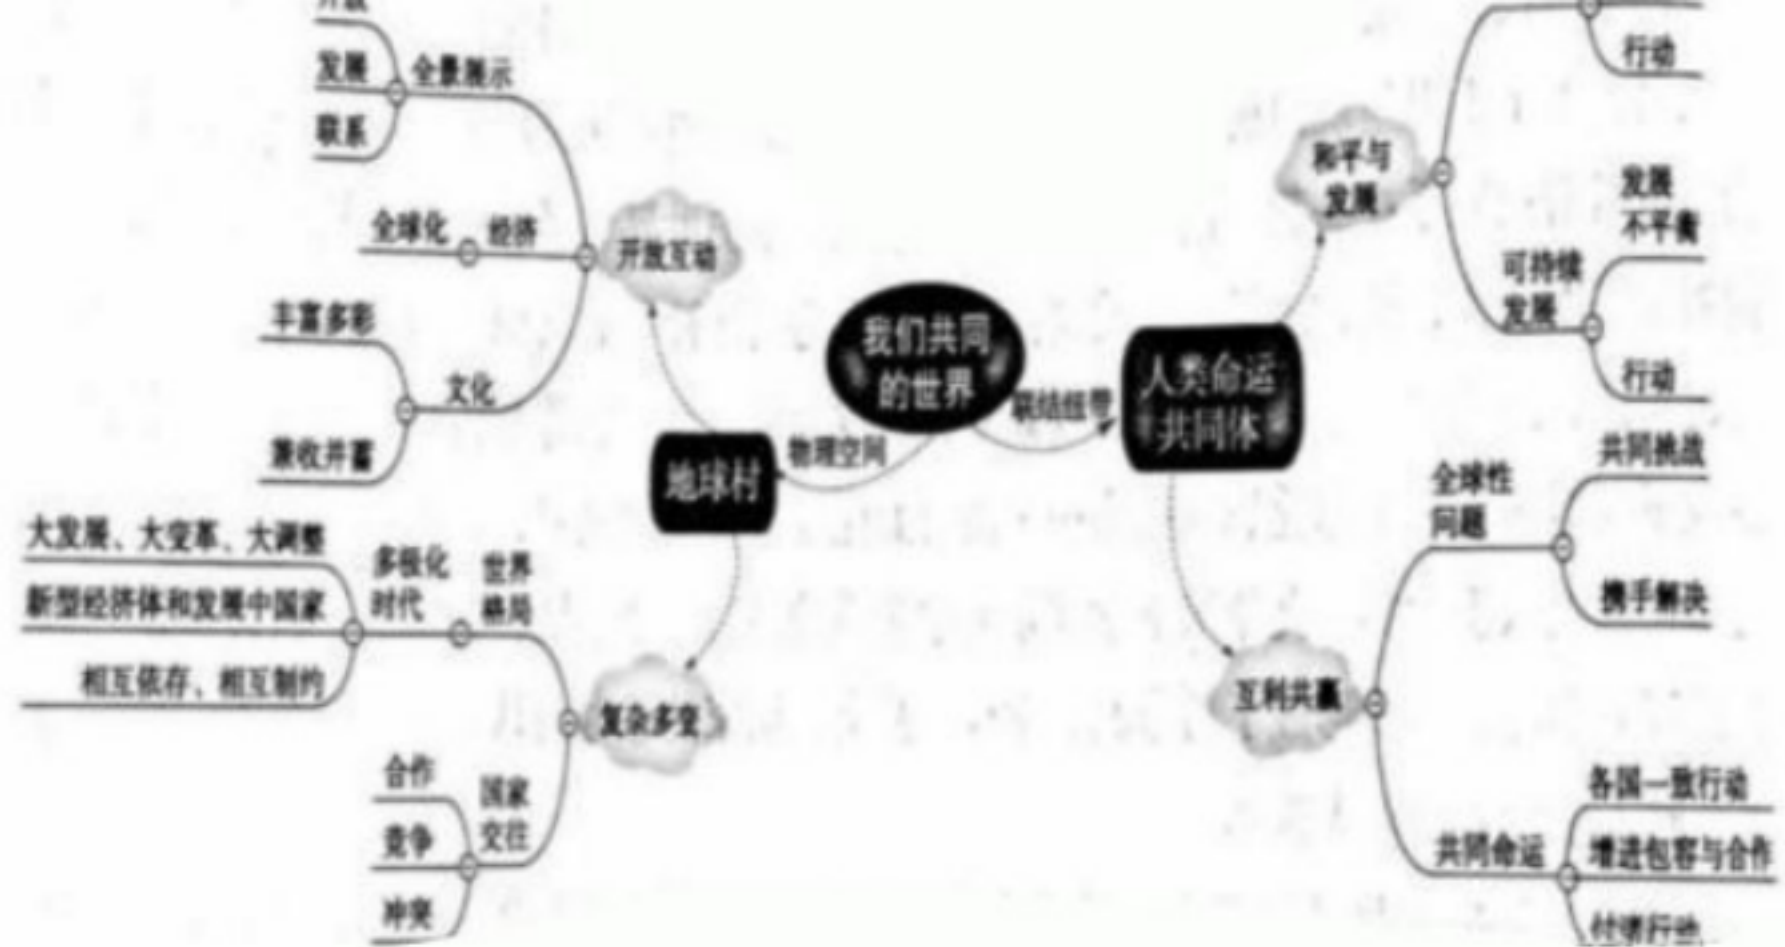 发展
全景展示
联系
全球化
经济
开放互动
丰富多彩
文化
兼收并蓄
我们共同
的世界
物理空间
地球村
联结纽带
人类命运
共同体
大发展、大变革、大调整
新型经济体和发展中国家
相互依存、相互制约
多极化
时代
世界
格局
复杂多变
合作
竞争
冲突
国家
交往
行动
和平与
发展
发展
不平衡
可持续
发展
行动
共同挑战
全球性
问题
携手解决
互利共赢
各国一致行动
共同命运
增进包容与合作